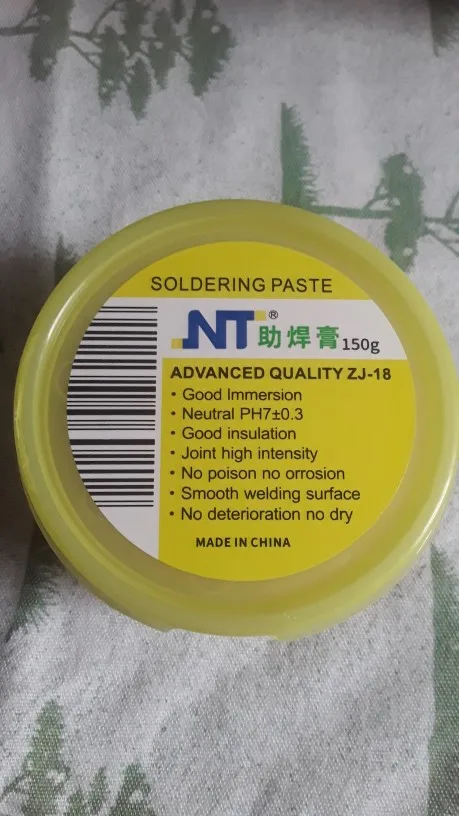 SOLDERING PASTE
NT® 助焊膏 150g
ADVANCED QUALITY ZJ-18
• Good Immersion
• Neutral PH7±0.3
• Good insulation
• Joint high intensity
• No poison no orrosion
• Smooth welding surface
• No deterioration no dry
MADE IN CHINA